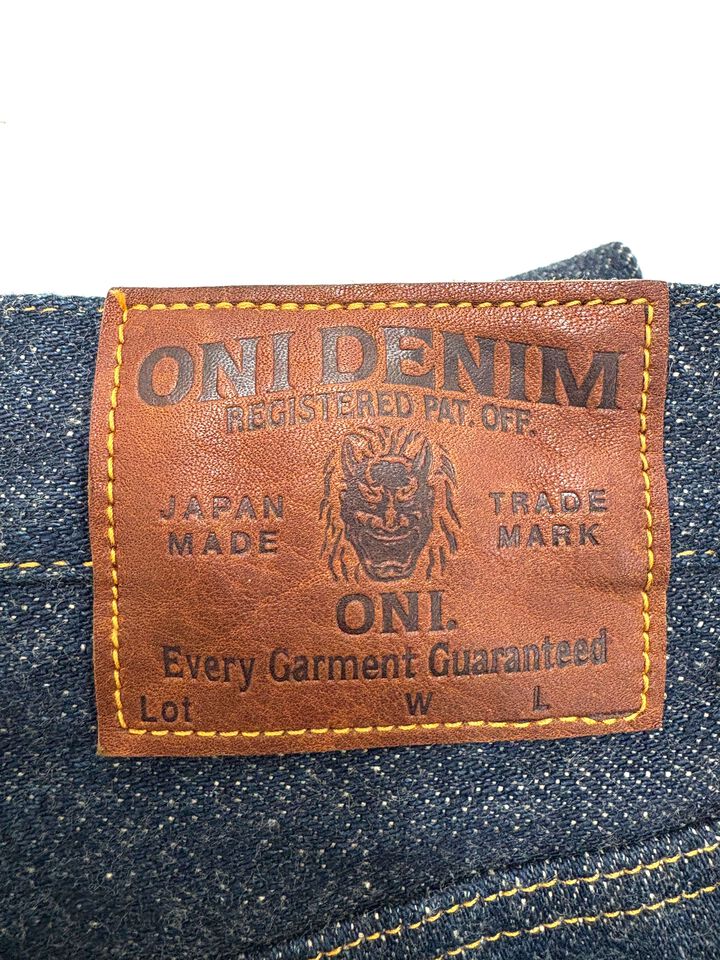 ONI DENIM
REGISTERED PAT. OFF.
JAPAN MADE
TRADE MARK
ONI.
Every Garment Guaranteed
Lot W L